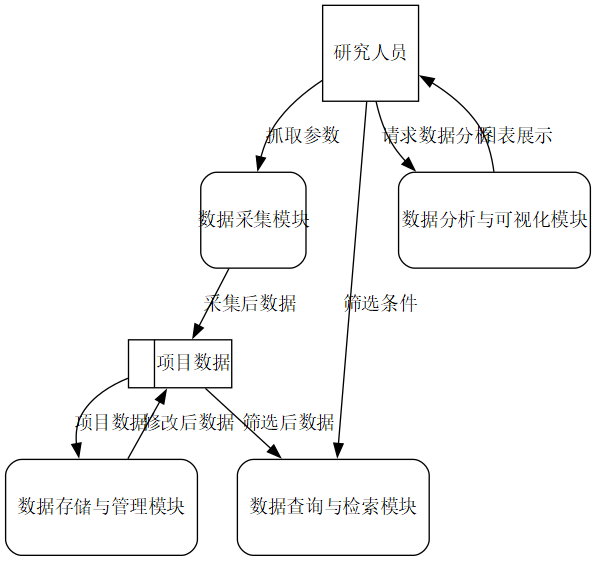 研究人员
抓取参数
请求数据分析
图表展示
数据采集模块
数据分析与可视化模块
采集后数据
筛选条件
项目数据
项目数据
修改后数据
筛选后数据
数据存储与管理模块
数据查询与检索模块